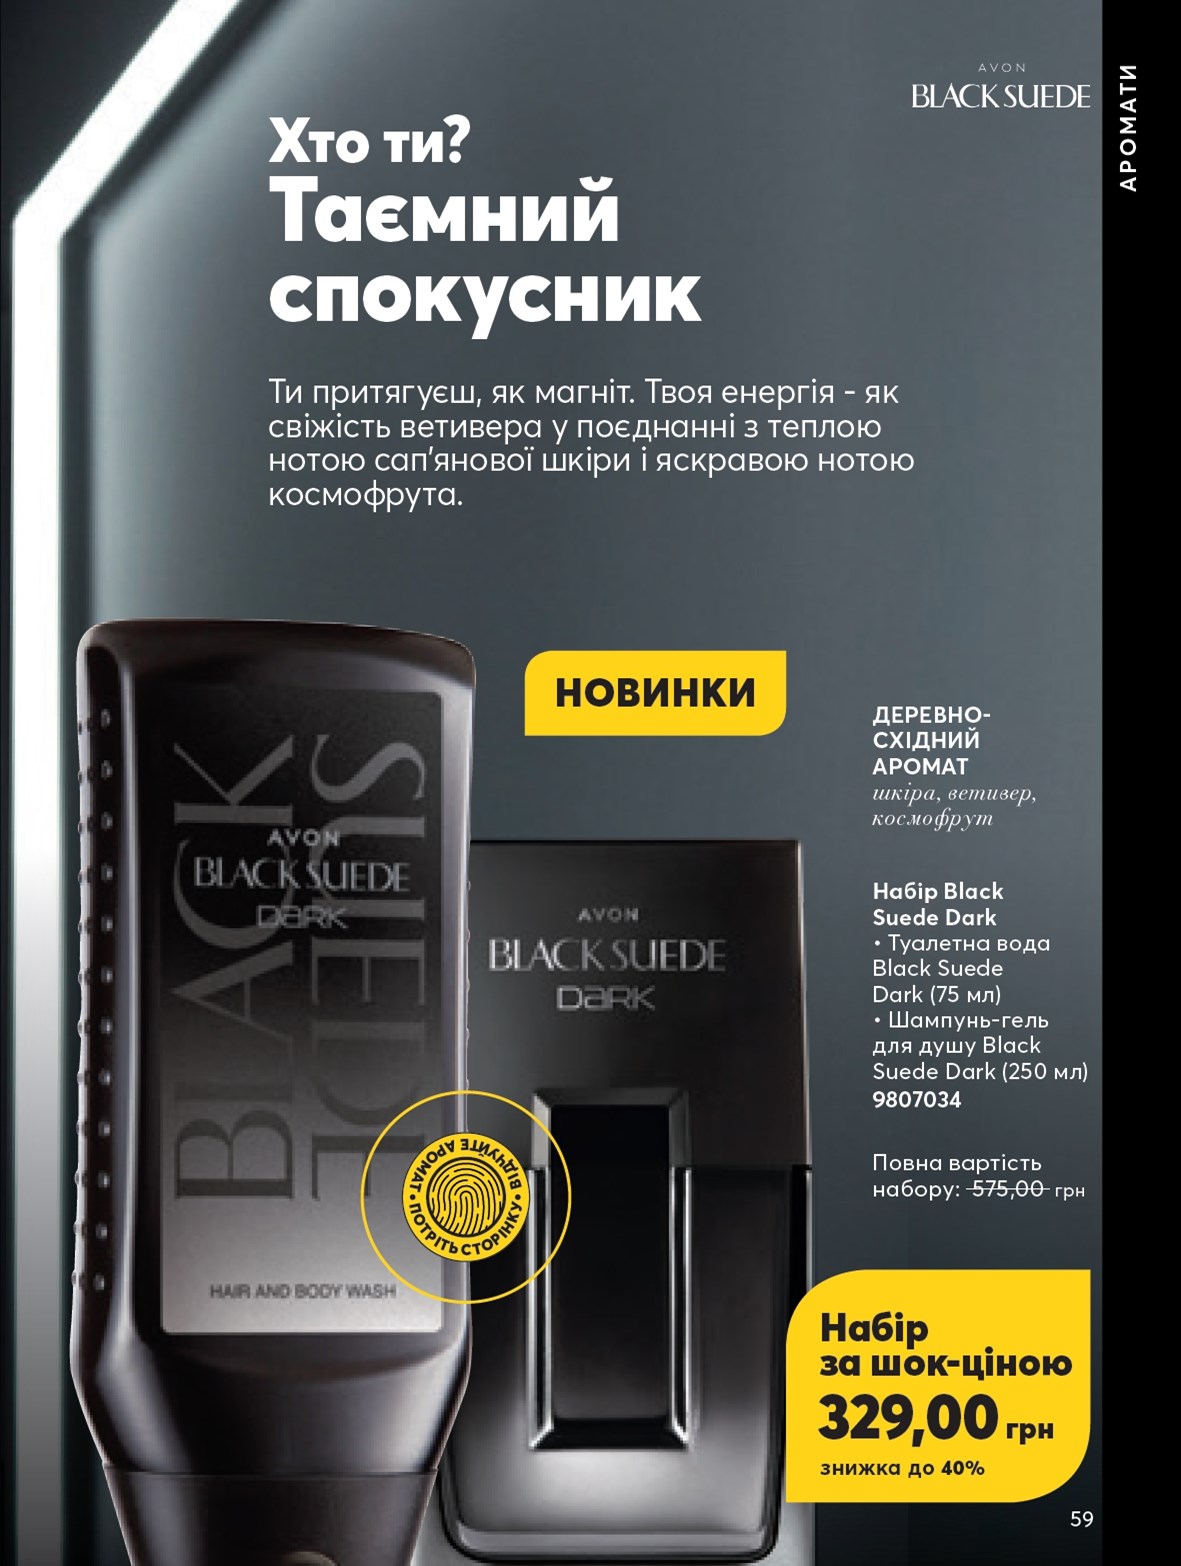 AVON
BLACK SUEDE
АРОМАТИ
Хто ти?
Таємний
спокусник
Ти притягуєш, як магніт. Твоя енергія - як
свіжість ветивера у поєднанні з теплою
нотою сап'янової шкіри і яскравою нотою
космофрута.
НОВИНКИ
ДЕРЕВНО-
СХІДНИЙ
АРОМАТ
шкіра, ветивер,
космофрут
Набір Black
Suede Dark
• Туалетна вода
Black Suede
Dark (75 мл)
• Шампунь-гель
для душу Black
Suede Dark (250 мл)
9807034
Повна вартість
набору: 575,00 грн
BLACK
SUEDE
AVON
BLACK SUEDE
DARK
HAIR AND BODY WASH
AVON
BLACK SUEDE
DARK
ВІДЧУЙТЕ АРОМАТ • ПОТРІТЬ СТОРІНКУ •
Набір
за шок-ціною
329,00 грн
знижка до 40%
59